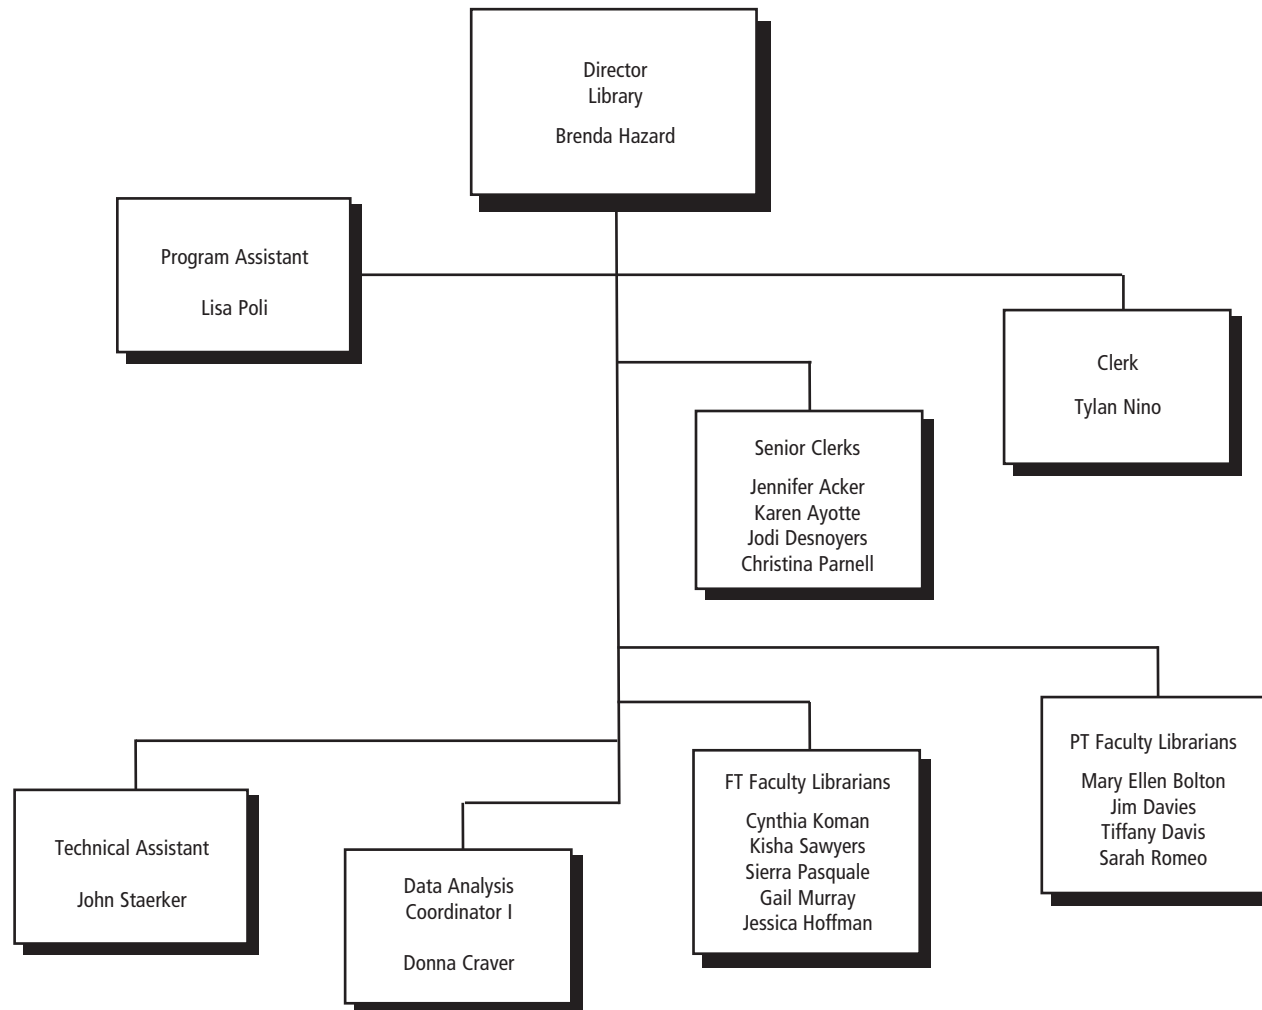 Director
Library
Brenda Hazard
Program Assistant
Lisa Poli
Clerk
Tylan Nino
Senior Clerks
Jennifer Acker
Karen Ayotte
Jodi Desnoyers
Christina Parnell
PT Faculty Librarians
Mary Ellen Bolton
Jim Davies
Tiffany Davis
Sarah Romeo
FT Faculty Librarians
Cynthia Koman
Kisha Sawyers
Sierra Pasquale
Gail Murray
Jessica Hoffman
Technical Assistant
John Staerker
Data Analysis
Coordinator I
Donna Craver